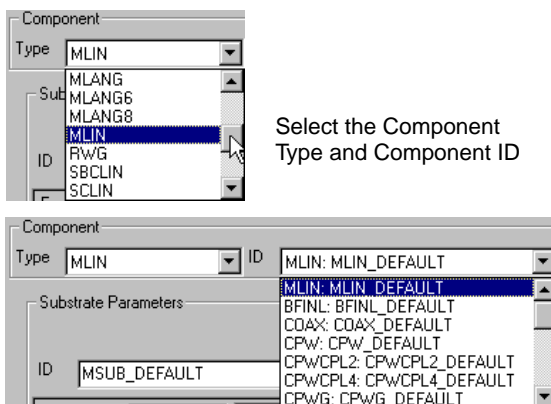 Component
Type MLIN
MLANG
Sub MLANG6
MLANG8
MLIN
ID RWG
SBCLIN
SCLIN
Select the Component
Type and Component ID
Component
Type MLIN ID MLIN: MLIN_DEFAULT
MLIN: MLIN_DEFAULT
Substrate Parameters BFINL: BFINL_DEFAULT
COAX: COAX_DEFAULT
CPW: CPW_DEFAULT
ID MSUB_DEFAULT CPWCPL2: CPWCPL2_DEFAULT
CPWCPL4: CPWCPL4_DEFAULT
CPWG: CPWG_DEFAULT